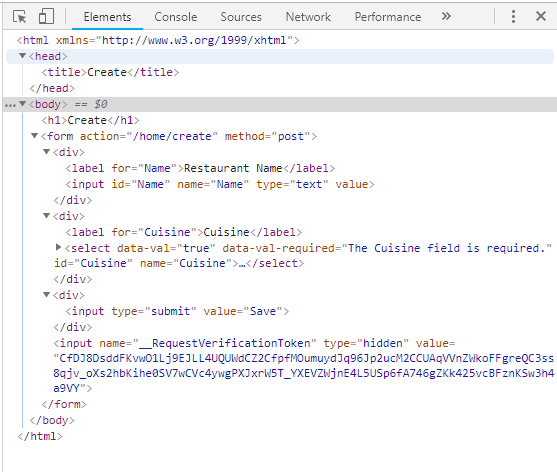 Elements Console Sources Network Performance »
<html xmlns="http://www.w3.org/1999/xhtml">
<head>
<title>Create</title>
</head>
…<body> == $0
<h1>Create</h1>
<form action="/home/create" method="post">
<div>
<label for="Name">Restaurant Name</label>
<input id="Name" name="Name" type="text" value>
</div>
<div>
<label for="Cuisine">Cuisine</label>
<select data-val="true" data-val-required="The Cuisine field is required."
id="Cuisine" name="Cuisine">…</select>
</div>
<div>
<input type="submit" value="Save">
</div>
<input name="__RequestVerificationToken" type="hidden" value=
"CfDJ8DsddFKvwO1Lj9EJLL4UQUWdCZ2CfpfMOumuydJq96Jp2ucM2CCUAqVVnZWkoFFgreQC3ss
8qjv_oXs2hbKihe0SV7wCVc4ywgPXJxrW5T_YXEVZWjnE4L5USp6fA746gZKk425vcBFznKSw3h4
a9VY">
</form>
</body>
</html>